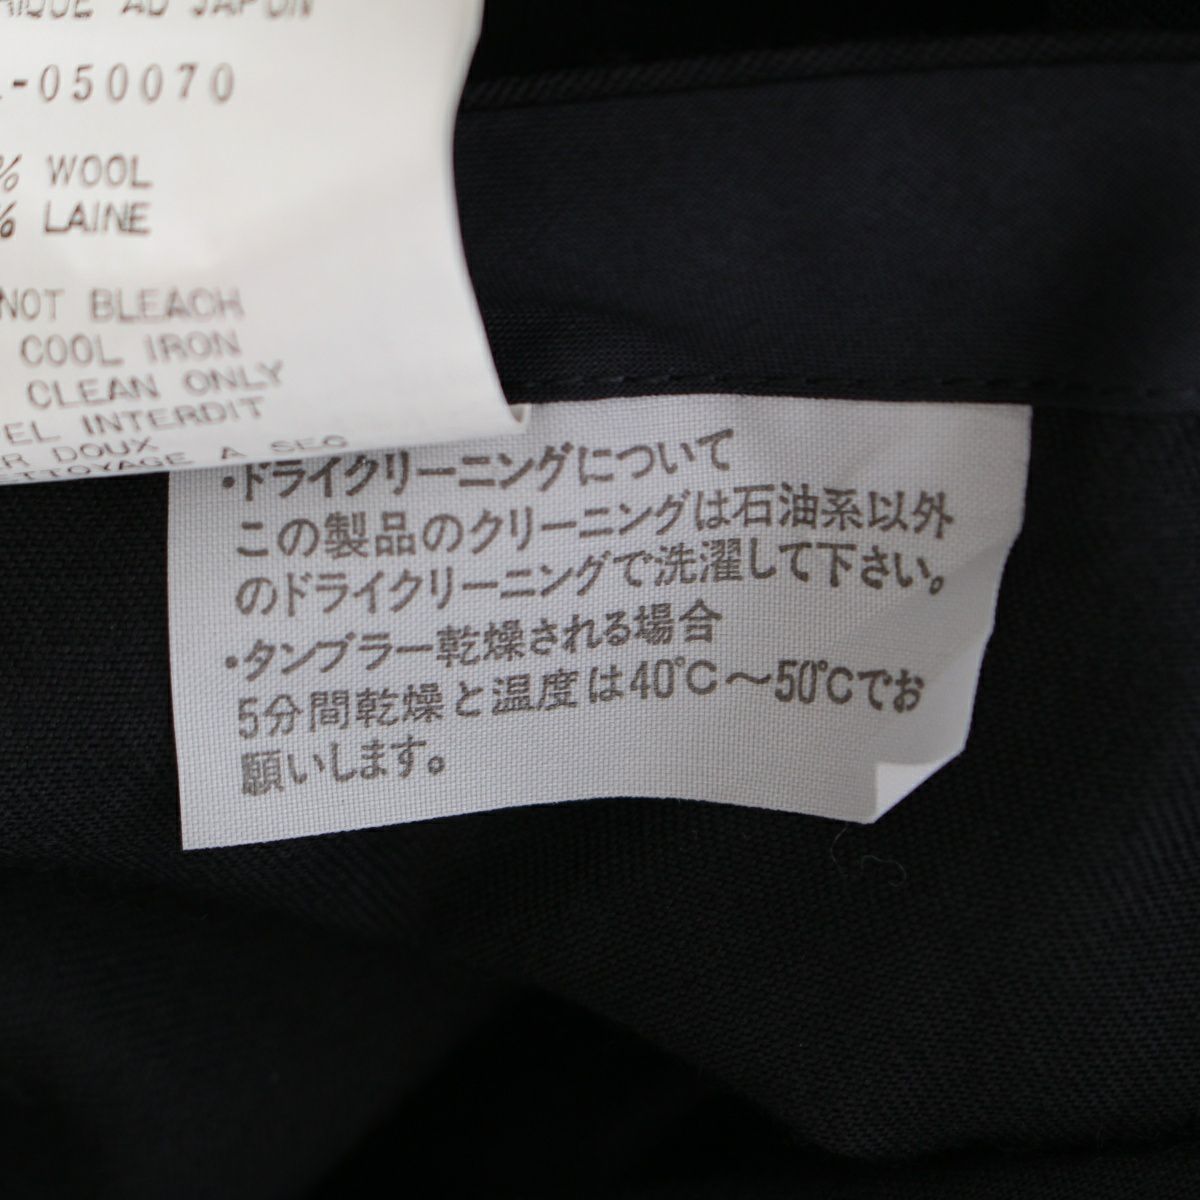 AU JAPON
-050070
% WOOL
% LAINE
NOT BLEACH
COOL IRON
CLEAN ONLY
INTERDIT
DOUX
A SEC
・ドライクリーニングについて
この製品のクリーニングは石油系以外
のドライクリーニングで洗濯して下さい。
・タンブラー乾燥される場合
5分間乾燥と温度は40℃〜50℃でお
願いします。